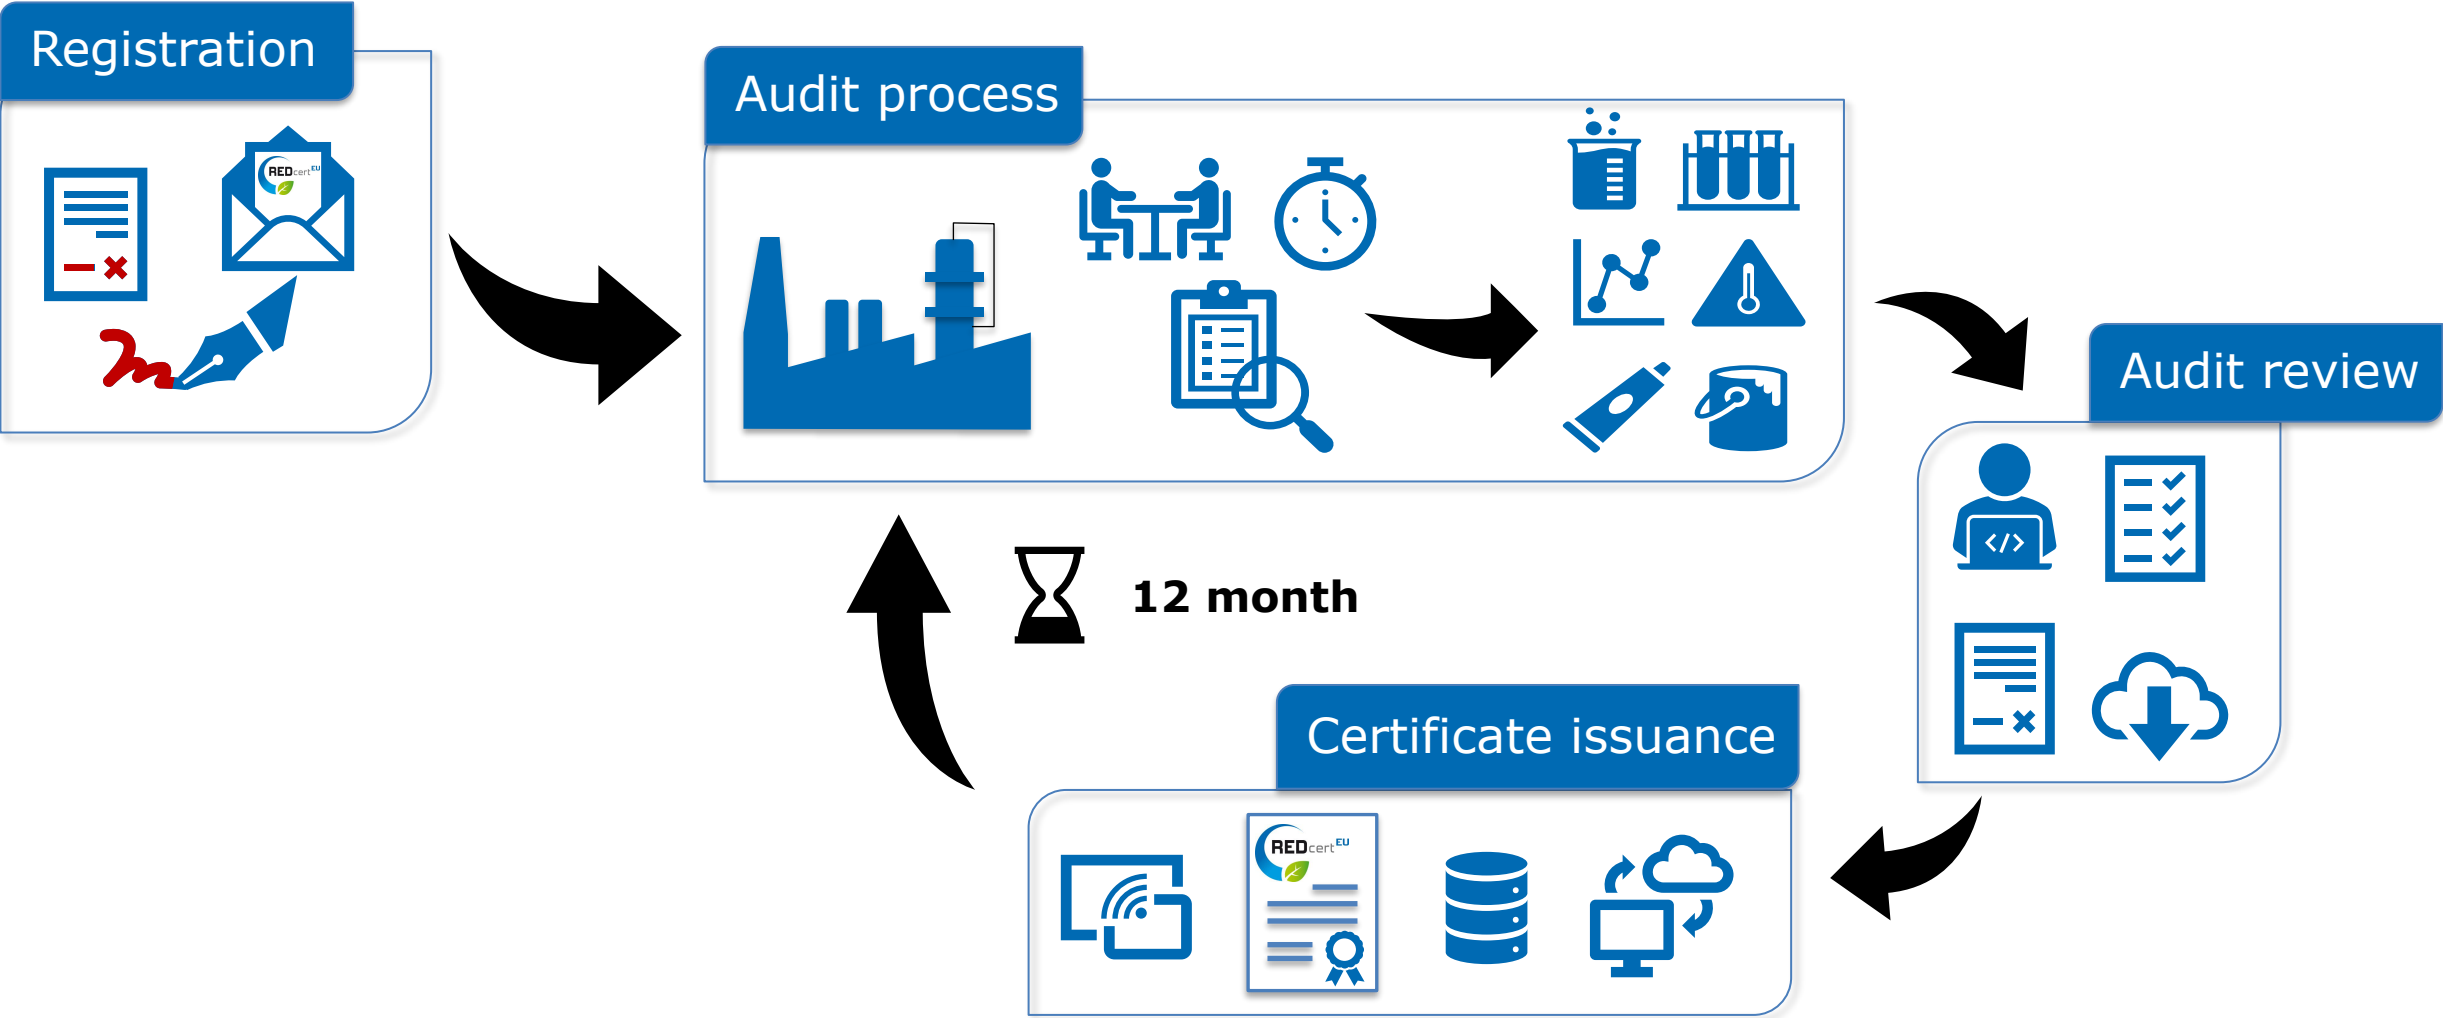 Registration
REDcert EU
Audit process
Audit review
</>
12 month
Certificate issuance
REDcert EU